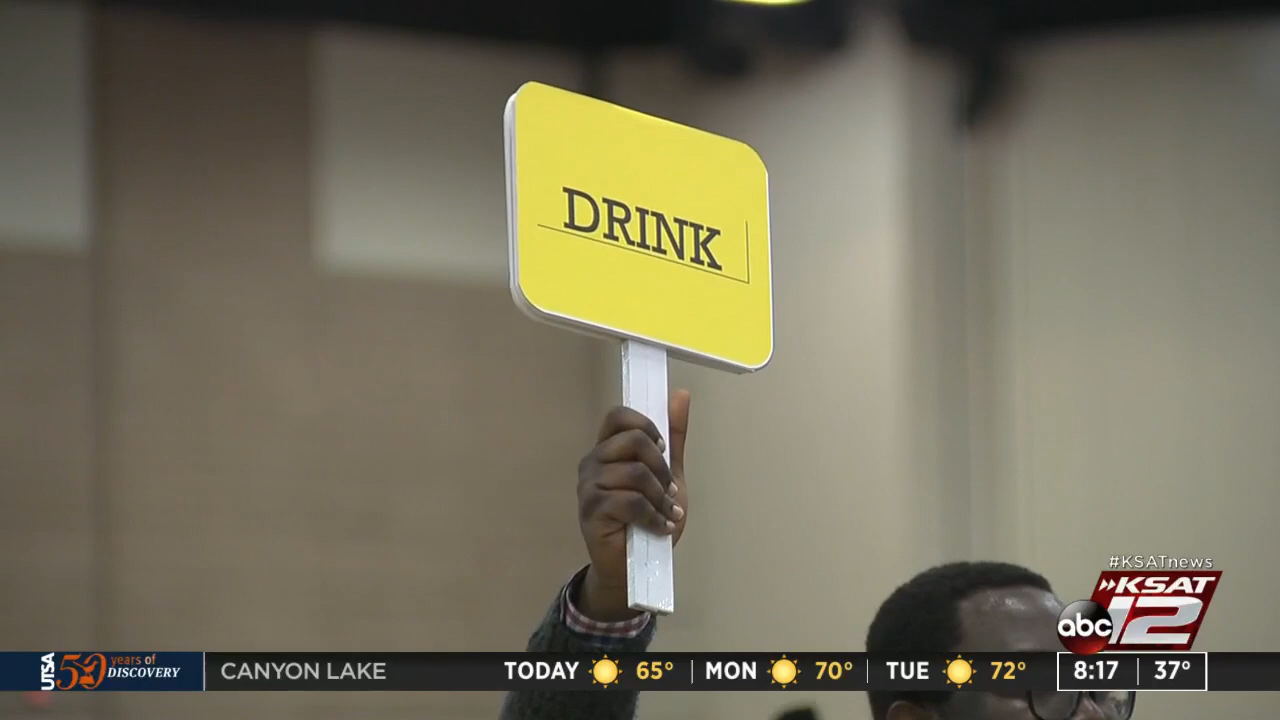 DRINK
#KSATnews
KSAT
abc 12
UTSA 50 years of DISCOVERY
CANYON LAKE
TODAY 65° MON 70° TUE 72°
8:17 37°